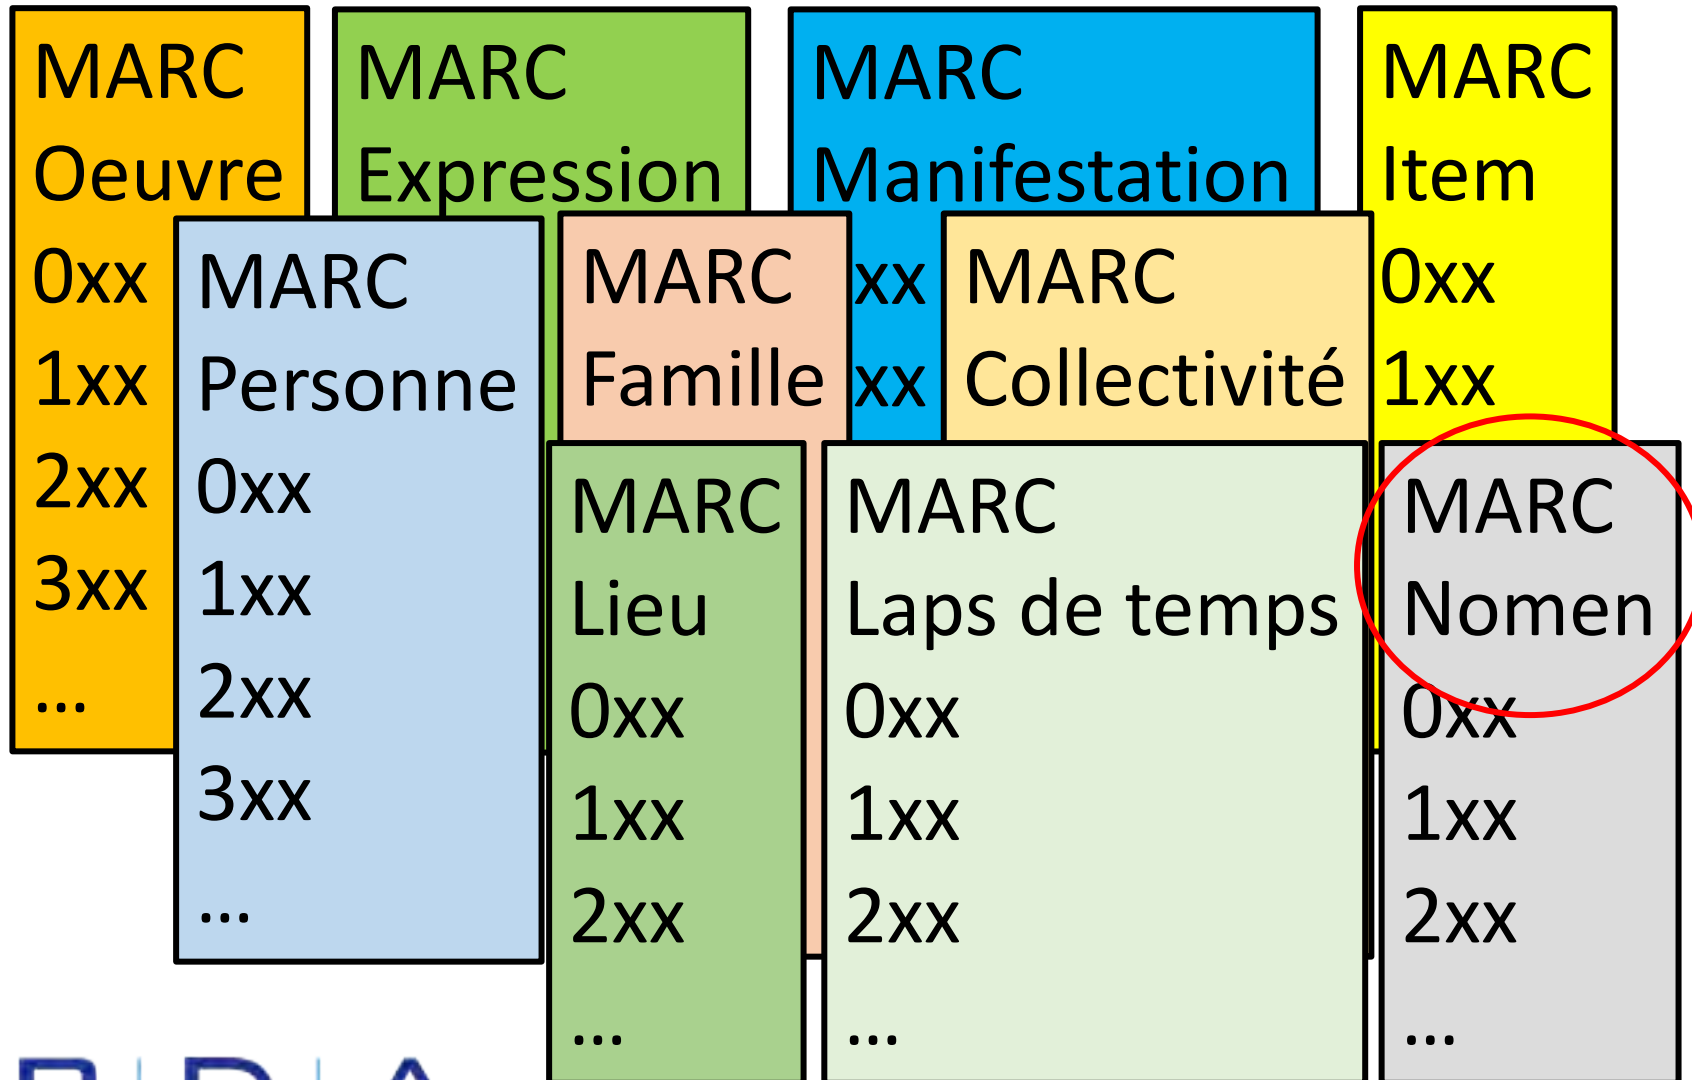 MARC
Oeuvre
0xx
1xx
2xx
3xx
...
MARC
Expression
MARC
Manifestation
xx
xx
MARC
Item
0xx
1xx
MARC
Personne
0xx
1xx
2xx
3xx
...
MARC
Famille
MARC
Collectivité
MARC
Lieu
0xx
1xx
2xx
...
MARC
Laps de temps
0xx
1xx
2xx
...
MARC
Nomen
0xx
1xx
2xx
...